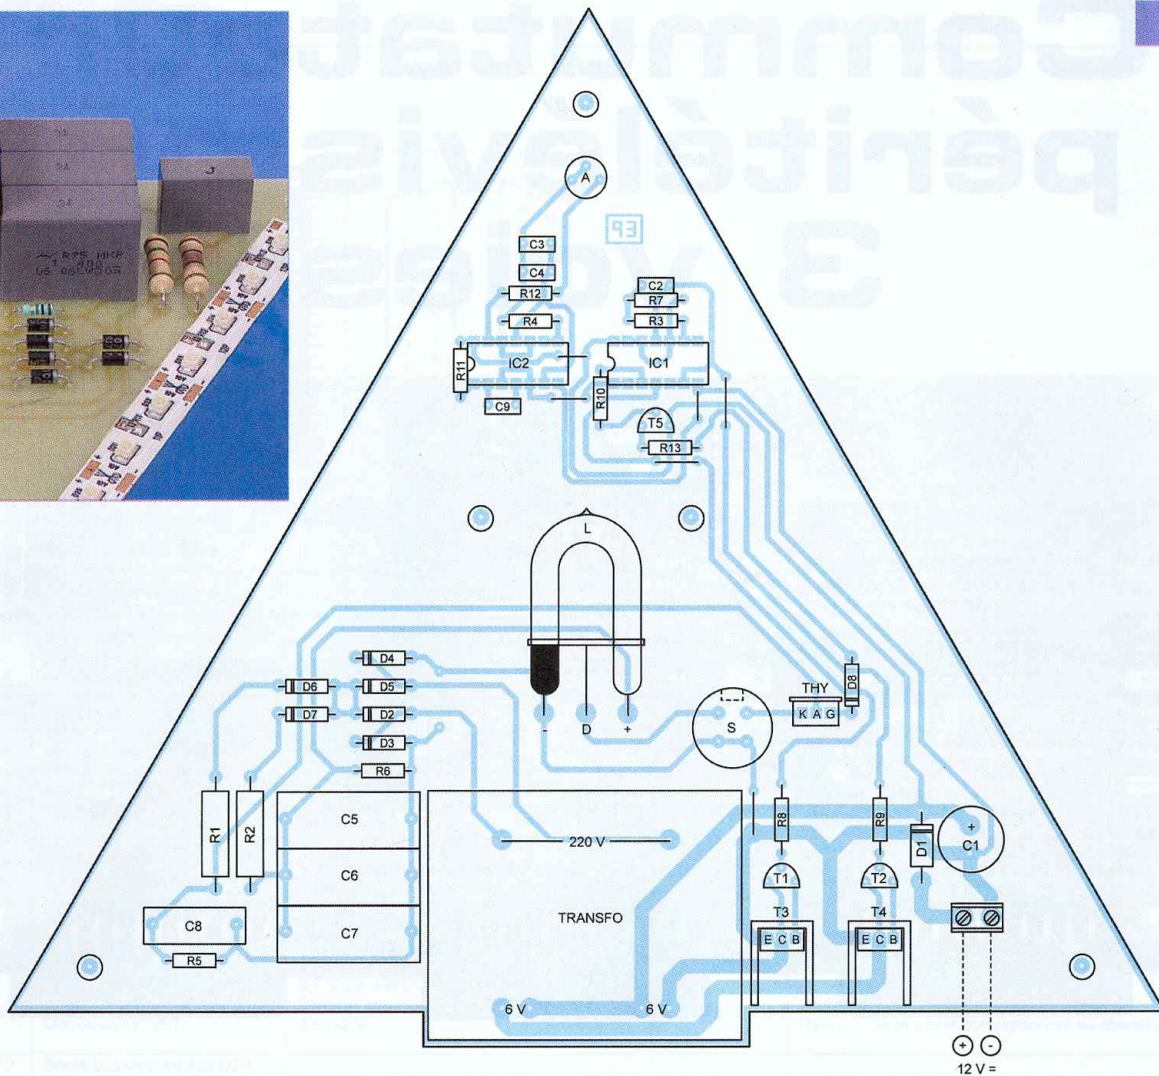 A
C3
C4
R12
R4
C2
R7
R3
R11
IC2
IC1
R10
C9
T5
R13
L
D4
D6
D5
D7
D2
D3
R6
- D +
S
THY
K A G
D8
R1
R2
C5
C6
C7
C8
R5
220 V
TRANSFO
6 V
6 V
R8
R9
D1
+
C1
T1
T2
T3
T4
E C B
E C B
+ -
12 V =